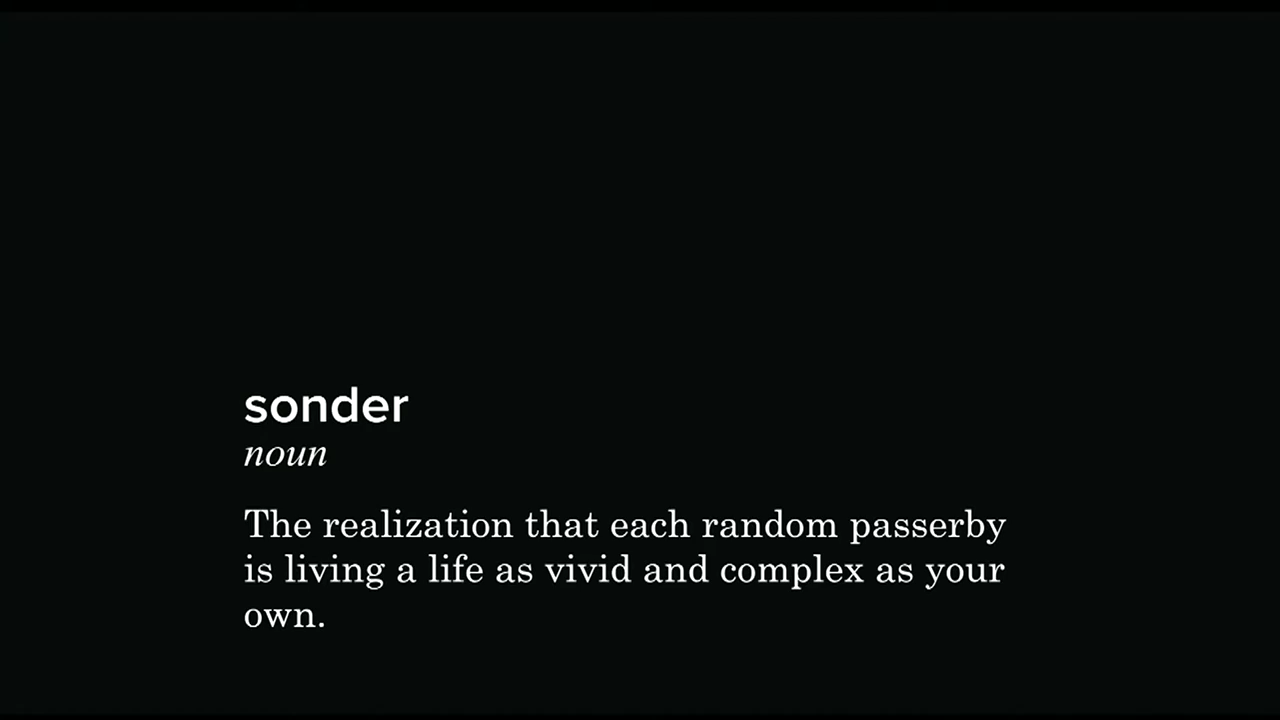 sonder
noun
The realization that each random passerby
is living a life as vivid and complex as your
own.